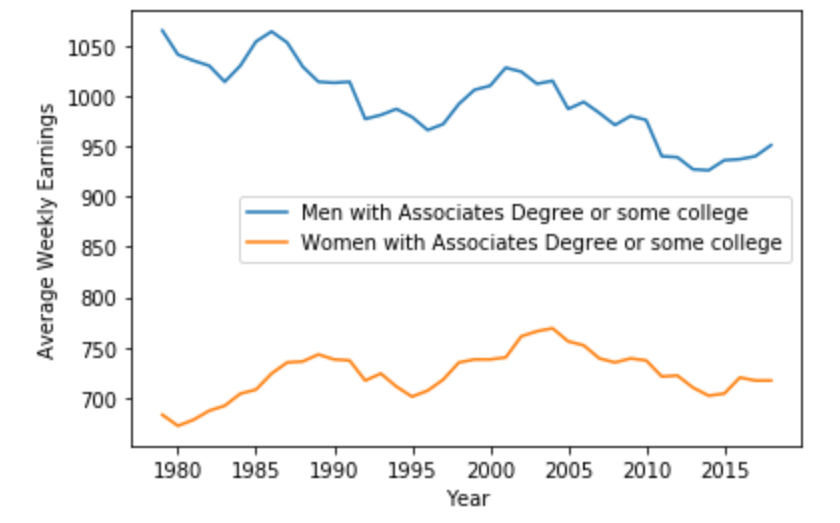 1050
1000
950
900
850
800
750
700
Average Weekly Earnings
Men with Associates Degree or some college
Women with Associates Degree or some college
1980 1985 1990 1995 2000 2005 2010 2015
Year